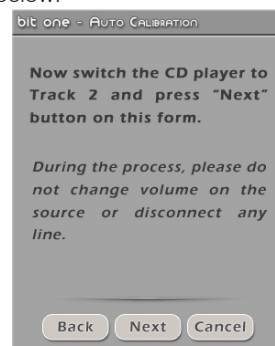 below.
bit one - Auto Calibration
Now switch the CD player to
Track 2 and press "Next"
button on this form.
During the process, please do
not change volume on the
source or disconnect any
line.
Back Next Cancel